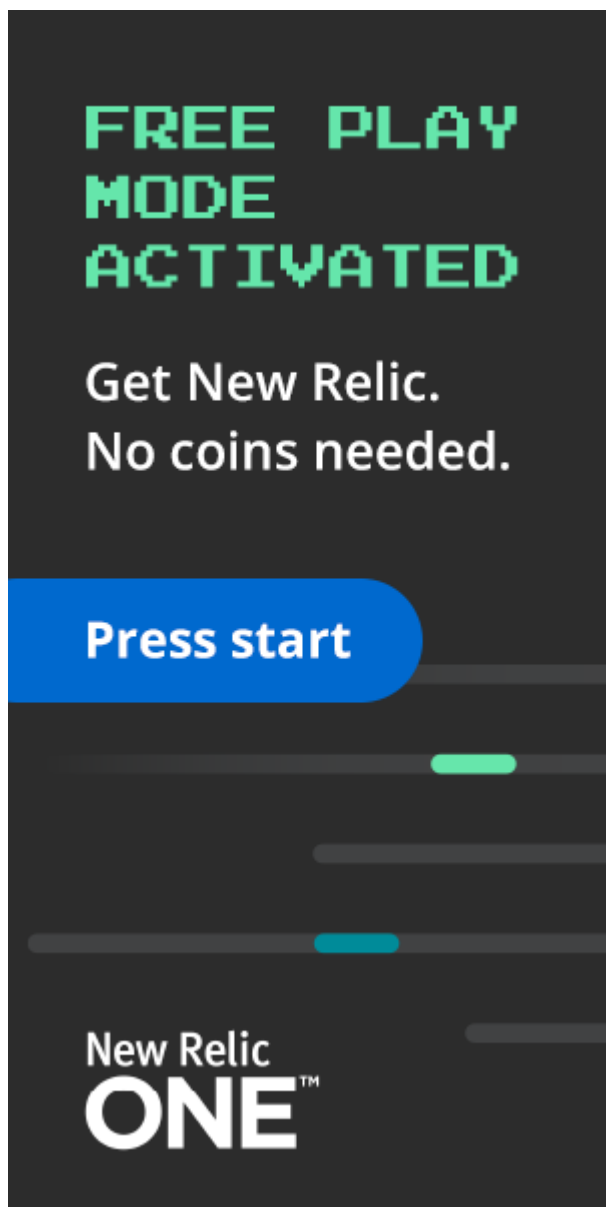 FREE PLAY
MODE
ACTIVATED
Get New Relic.
No coins needed.
Press start
New Relic
ONE™